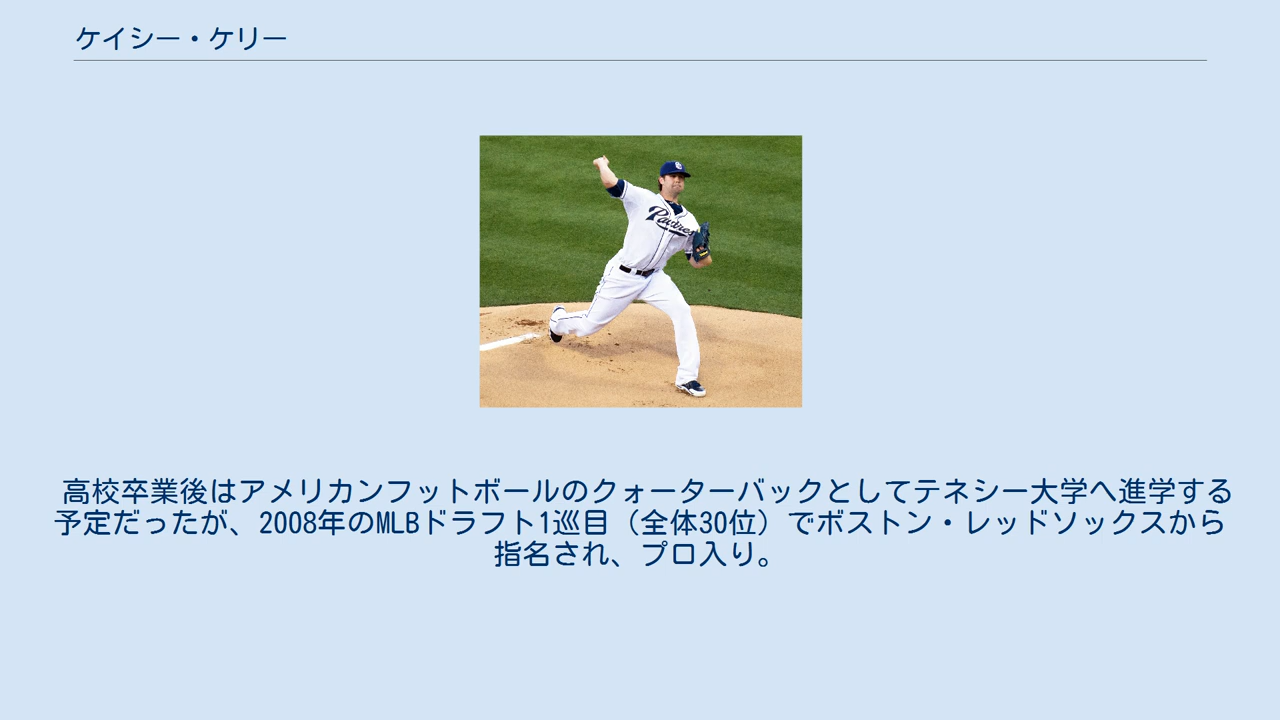 ケイシー・ケリー
Padres
高校卒業後はアメリカンフットボールのクォーターバックとしてテネシー大学へ進学する
予定だったが、2008年のMLBドラフト1巡目（全体30位）でボストン・レッドソックスから
指名され、プロ入り。